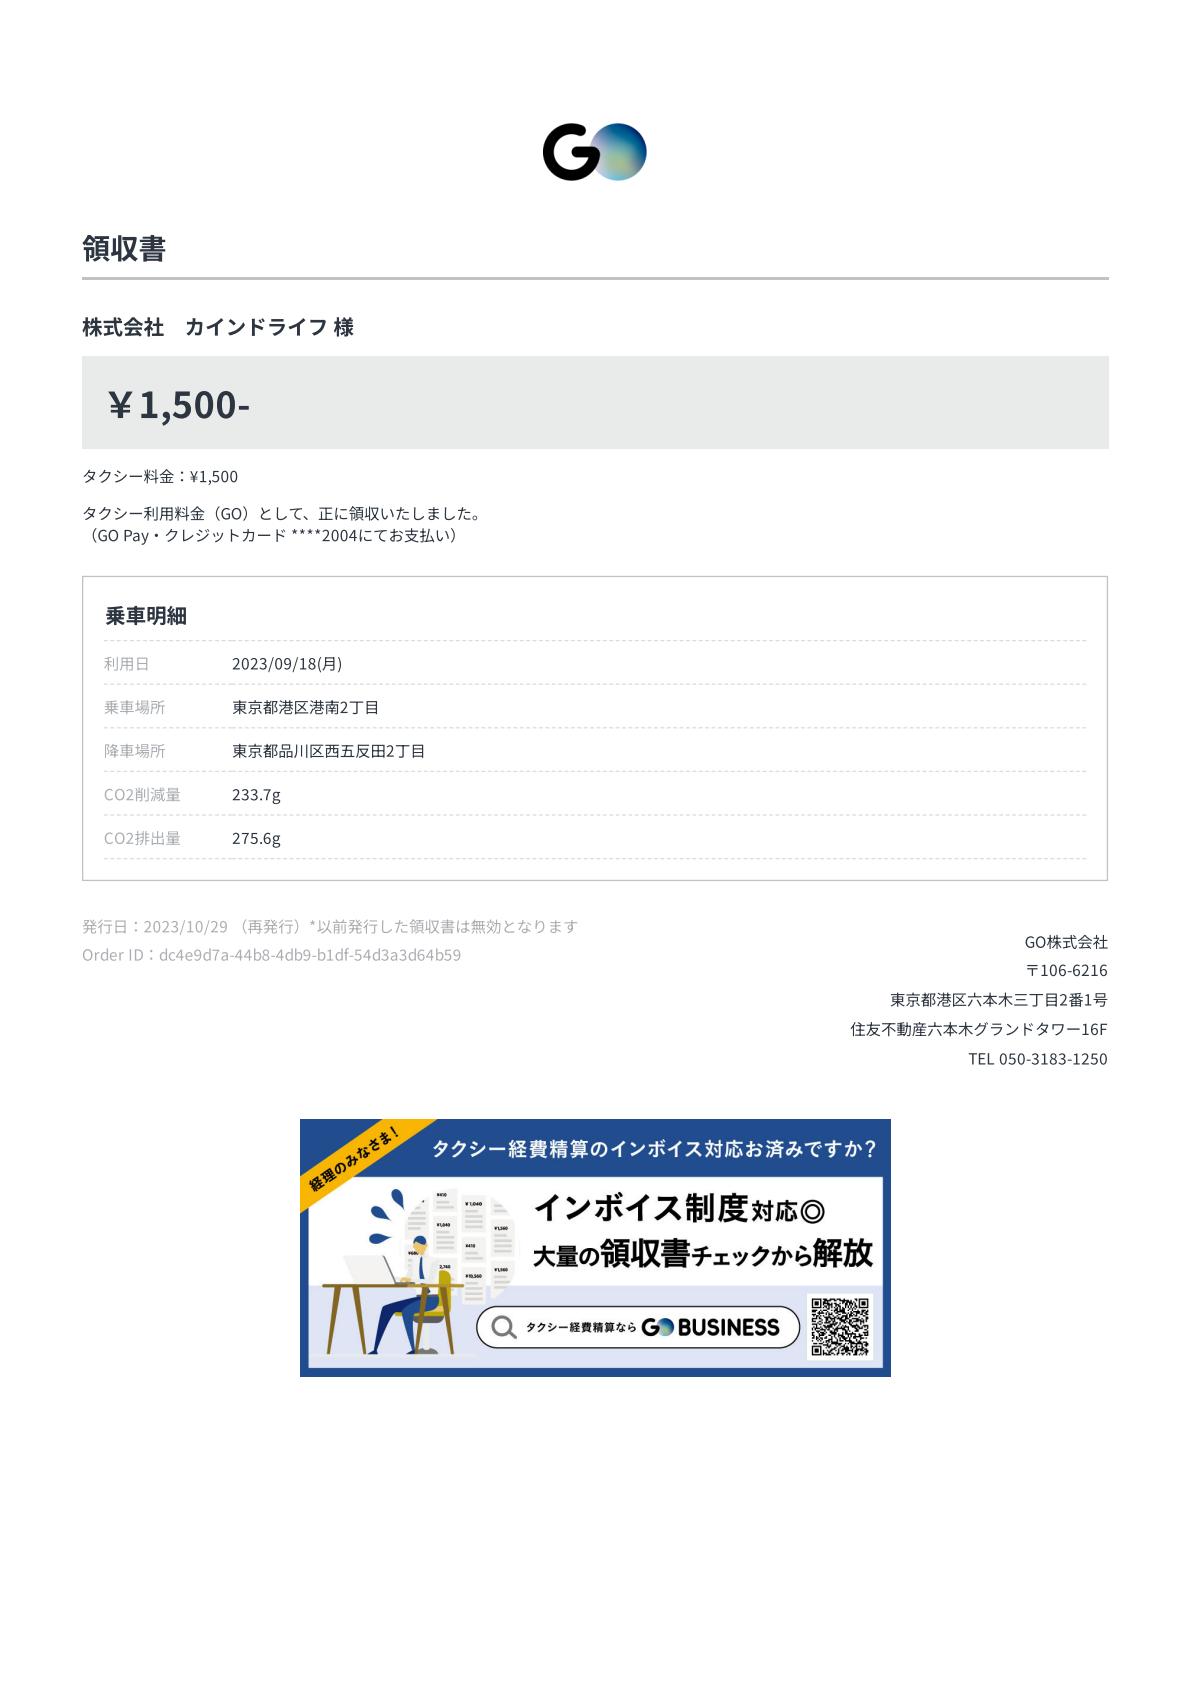 GO
領収書
株式会社　カインドライフ 様
￥1,500-
タクシー料金：¥1,500
タクシー利用料金（GO）として、正に領収いたしました。
（GO Pay・クレジットカード ****2004にてお支払い）
乗車明細
利用日 2023/09/18(月)
乗車場所 東京都港区港南2丁目
降車場所 東京都品川区西五反田2丁目
CO2削減量 233.7g
CO2排出量 275.6g
発行日：2023/10/29 （再発行）*以前発行した領収書は無効となります
Order ID：dc4e9d7a-44b8-4db9-b1df-54d3a3d64b59
GO株式会社
〒106-6216
東京都港区六本木三丁目2番1号
住友不動産六本木グランドタワー16F
TEL 050-3183-1250
経理のみなさま！
タクシー経費精算のインボイス対応お済みですか？
インボイス制度対応◎
大量の領収書チェックから解放
タクシー経費精算なら GO BUSINESS